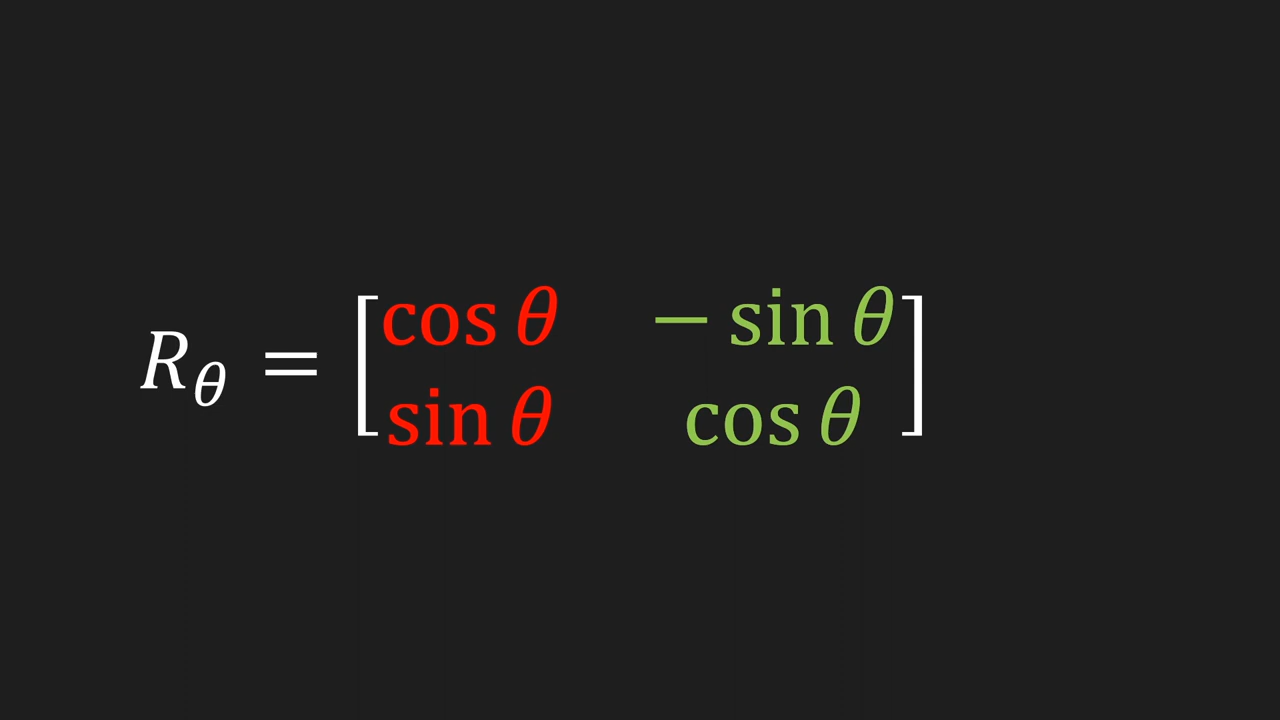 R_θ = [cos θ  − sin θ
sin θ  cos θ]